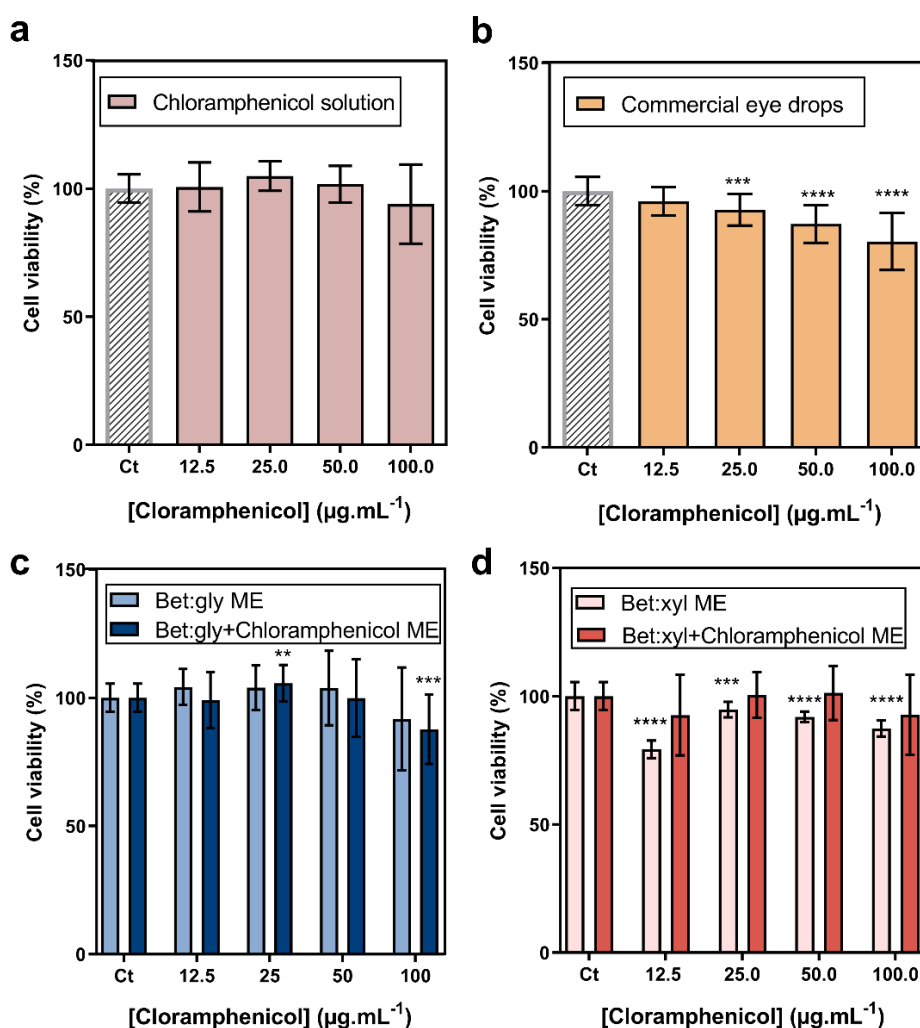 a
150
Chloramphenicol solution
100
50
0
Cell viability (%)
Ct 12.5 25.0 50.0 100.0
[Cloramphenicol] (µg.mL⁻¹)
b
150
Commercial eye drops
100
50
0
Cell viability (%)
*** **** ****
Ct 12.5 25.0 50.0 100.0
[Cloramphenicol] (µg.mL⁻¹)
c
150
Bet:gly ME
Bet:gly+Chloramphenicol ME
100
50
0
Cell viability (%)
** ***
Ct 12.5 25 50 100
[Cloramphenicol] (µg.mL⁻¹)
d
150
Bet:xyl ME
Bet:xyl+Chloramphenicol ME
100
50
0
Cell viability (%)
**** *** **** ****
Ct 12.5 25.0 50.0 100.0
[Cloramphenicol] (µg.mL⁻¹)